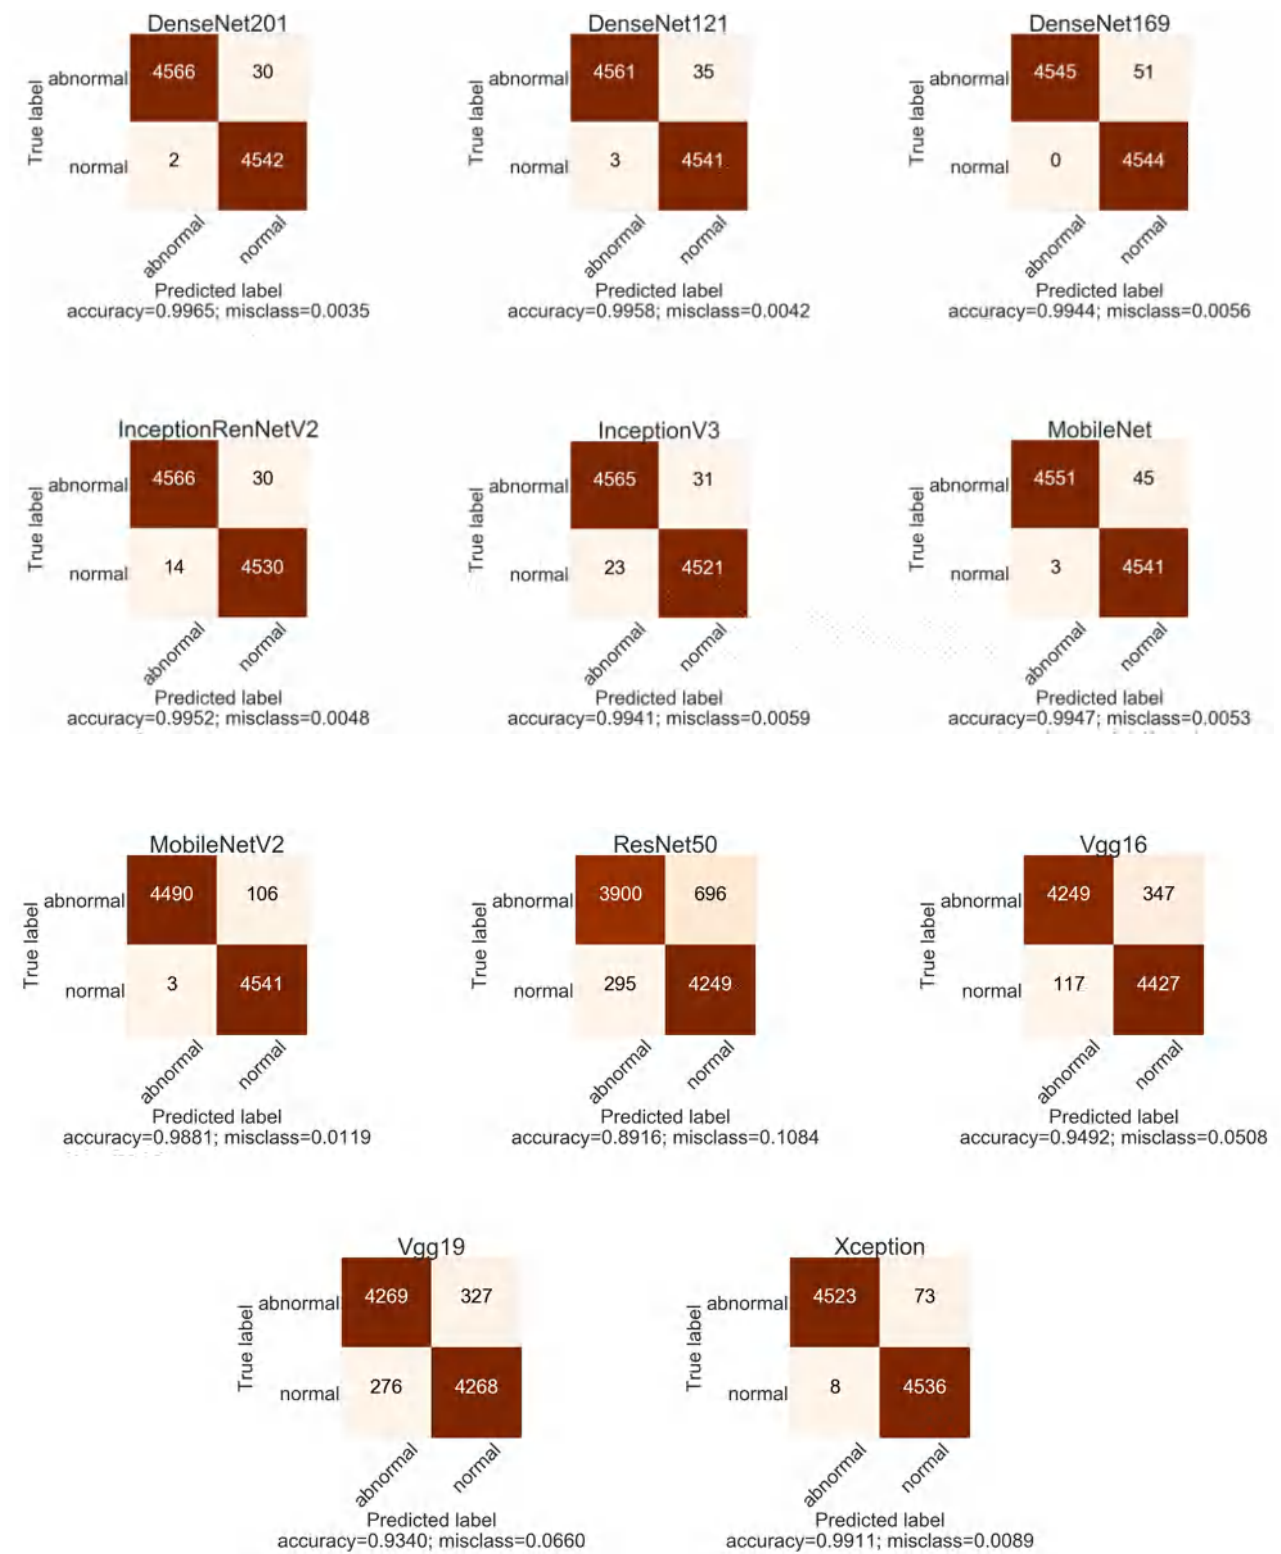 DenseNet201
True label
abnormal 4566 30
normal 2 4542
abnormal normal
Predicted label
accuracy=0.9965; misclass=0.0035
DenseNet121
True label
abnormal 4561 35
normal 3 4541
abnormal normal
Predicted label
accuracy=0.9958; misclass=0.0042
DenseNet169
True label
abnormal 4545 51
normal 0 4544
abnormal normal
Predicted label
accuracy=0.9944; misclass=0.0056
InceptionRenNetV2
True label
abnormal 4566 30
normal 14 4530
abnormal normal
Predicted label
accuracy=0.9952; misclass=0.0048
InceptionV3
True label
abnormal 4565 31
normal 23 4521
abnormal normal
Predicted label
accuracy=0.9941; misclass=0.0059
MobileNet
True label
abnormal 4551 45
normal 3 4541
abnormal normal
Predicted label
accuracy=0.9947; misclass=0.0053
MobileNetV2
True label
abnormal 4490 106
normal 3 4541
abnormal normal
Predicted label
accuracy=0.9881; misclass=0.0119
ResNet50
True label
abnormal 3900 696
normal 295 4249
abnormal normal
Predicted label
accuracy=0.8916; misclass=0.1084
Vgg16
True label
abnormal 4249 347
normal 117 4427
abnormal normal
Predicted label
accuracy=0.9492; misclass=0.0508
Vgg19
True label
abnormal 4269 327
normal 276 4268
abnormal normal
Predicted label
accuracy=0.9340; misclass=0.0660
Xception
True label
abnormal 4523 73
normal 8 4536
abnormal normal
Predicted label
accuracy=0.9911; misclass=0.0089